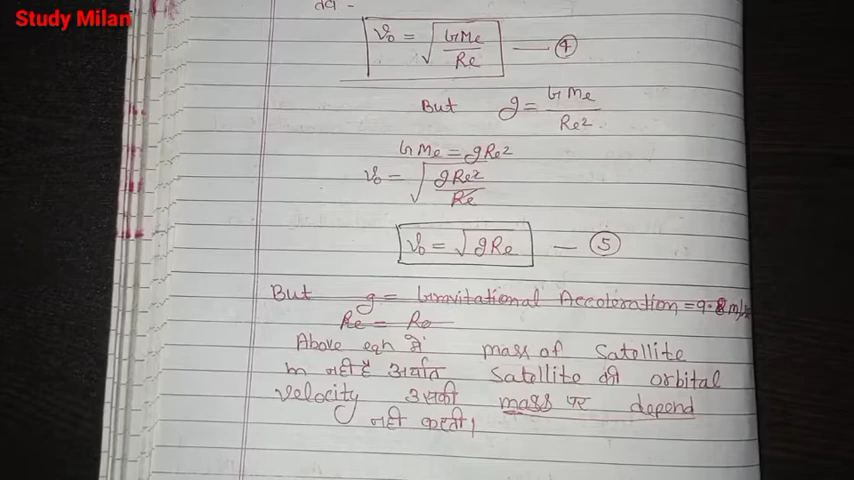 Study Milan
तब -
V₀ = √(GMe/Re) — ④
But g = GMe/Re²
GMe = gRe²
V₀ = √(gRe²/Re)
V₀ = √gRe — ⑤
But g = Gravitational Accoleration = 9.8 m/s
Re = Re
Above eqn में mass of satellite
m नहीं है अर्थात satellite की orbital
velocity उसकी mass पर depend
नही करती।